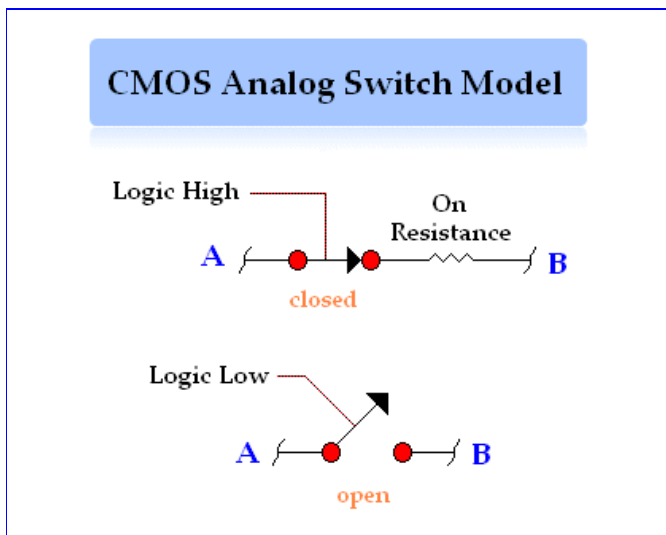 CMOS Analog Switch Model
Logic High
On
Resistance
A
B
closed
Logic Low
A
B
open